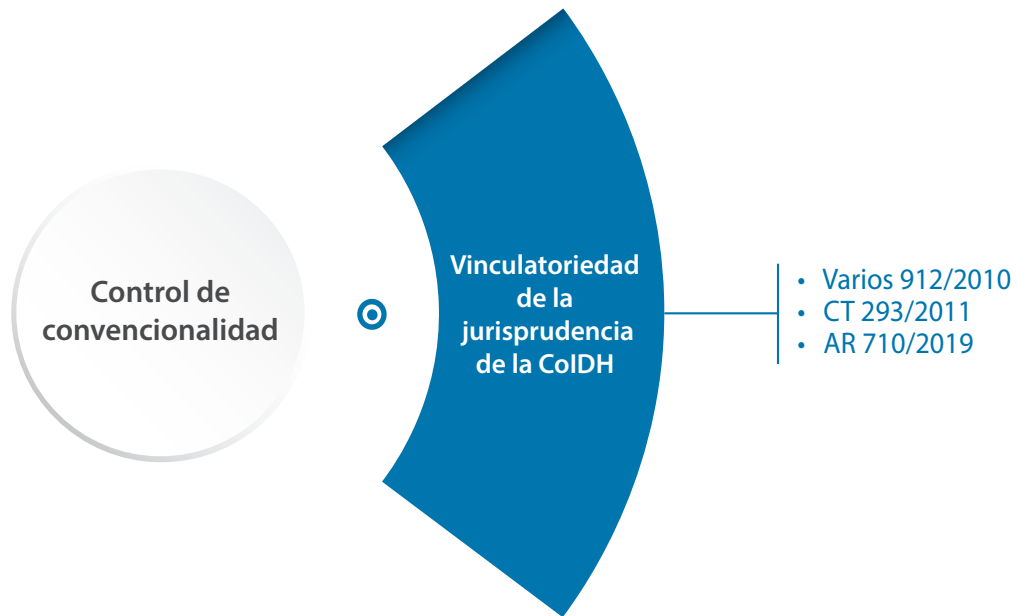 Control de
convencionalidad
Vinculatoriedad
de la
jurisprudencia
de la CoIDH
• Varios 912/2010
• CT 293/2011
• AR 710/2019